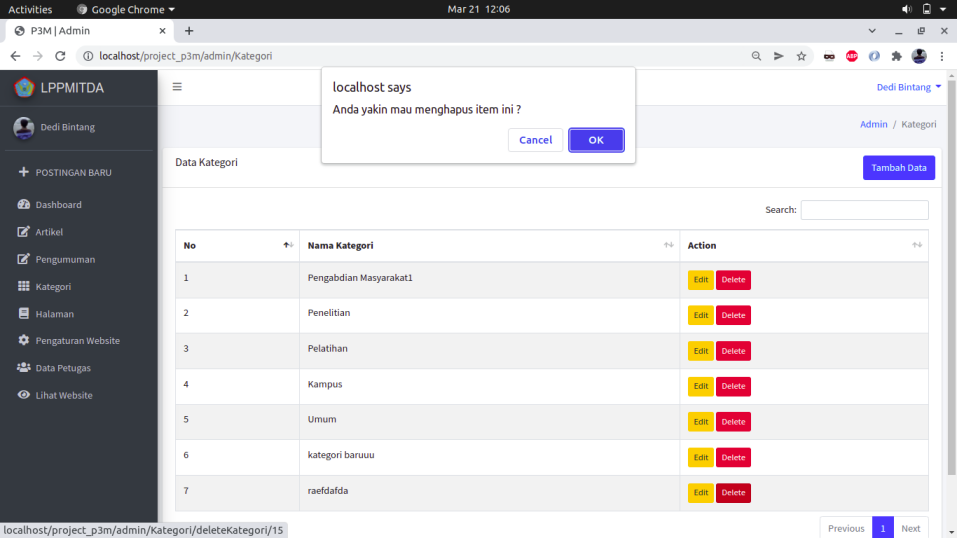 Activities
Google Chrome
Mar 21 12:06
P3M | Admin
localhost/project_p3m/admin/Kategori
ABP
LPPMITDA
Dedi Bintang
localhost says
Anda yakin mau menghapus item ini ?
Cancel
OK
Dedi Bintang
Admin / Kategori
POSTINGAN BARU
Dashboard
Artikel
Pengumuman
Kategori
Halaman
Pengaturan Website
Data Petugas
Lihat Website
Data Kategori
Tambah Data
Search:
No Nama Kategori Action
1 Pengabdian Masyarakat1 Edit Delete
2 Penelitian Edit Delete
3 Pelatihan Edit Delete
4 Kampus Edit Delete
5 Umum Edit Delete
6 kategori baruuu Edit Delete
7 raefdafda Edit Delete
Previous 1 Next
localhost/project_p3m/admin/Kategori/deleteKategori/15